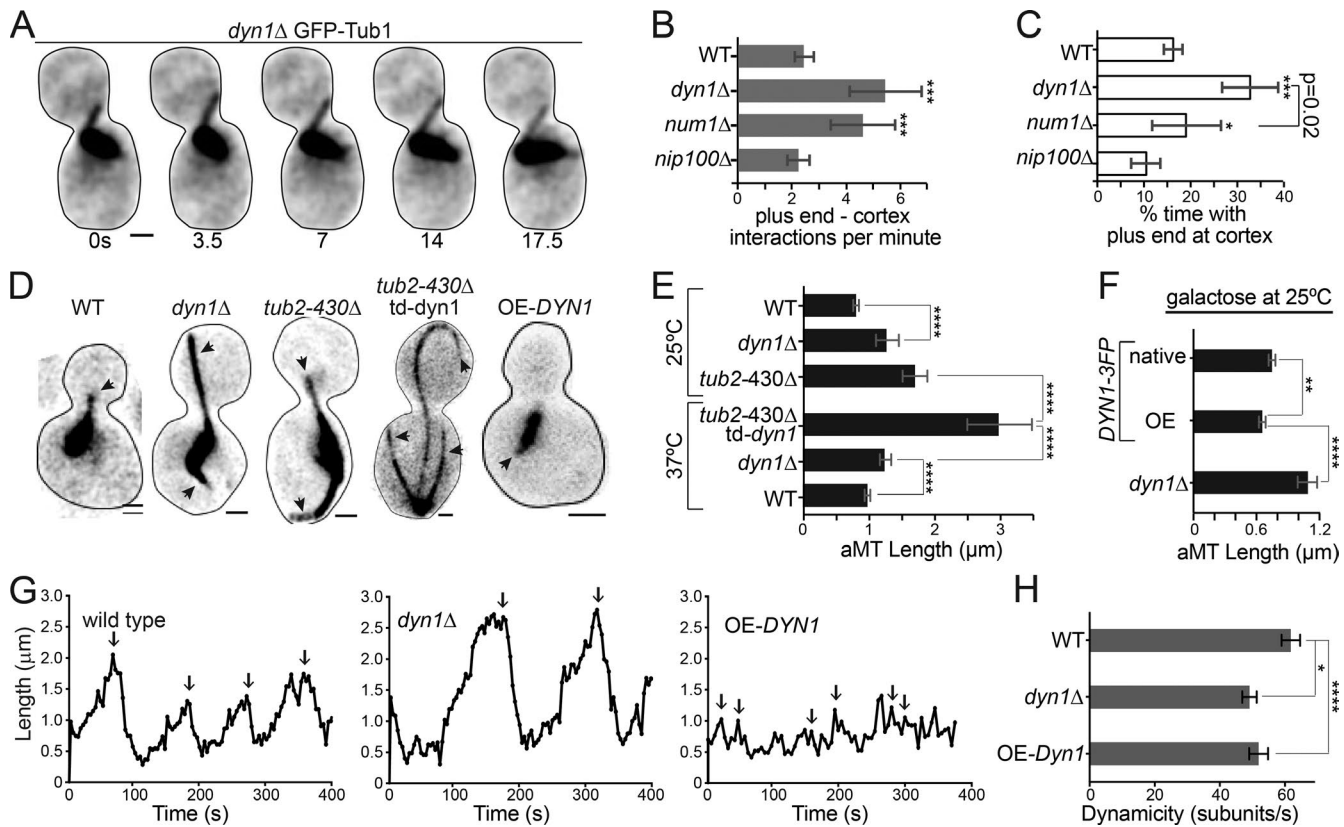 A
dyn1Δ GFP-Tub1
0s 3.5 7 14 17.5
B
WT
dyn1Δ
num1Δ
nip100Δ
***
***
0 2 4 6
plus end - cortex
interactions per minute
C
WT
dyn1Δ
num1Δ
nip100Δ
***
*
p=0.02
0 10 20 30 40
% time with
plus end at cortex
D
WT
dyn1Δ
tub2-430Δ
tub2-430Δ
td-dyn1
OE-DYN1
E
25ºC
WT
dyn1Δ
tub2-430Δ
37ºC
tub2-430Δ
td-dyn1
dyn1Δ
WT
****
****
****
****
0 1 2 3
aMT Length (µm)
F
galactose at 25ºC
DYN1-3FP
native
OE
dyn1Δ
**
****
0 0.6 1.2
aMT Length (µm)
G
Length (µm)
3.0
2.5
2.0
1.5
1.0
0.5
0
wild type
0 100 200 300 400
Time (s)
3.0
2.5
2.0
1.5
1.0
0.5
0
dyn1Δ
0 100 200 300 400
Time (s)
3.0
2.5
2.0
1.5
1.0
0.5
0
OE-DYN1
0 100 200 300 400
Time (s)
H
WT
dyn1Δ
OE-Dyn1
*
****
0 20 40 60
Dynamicity (subunits/s)